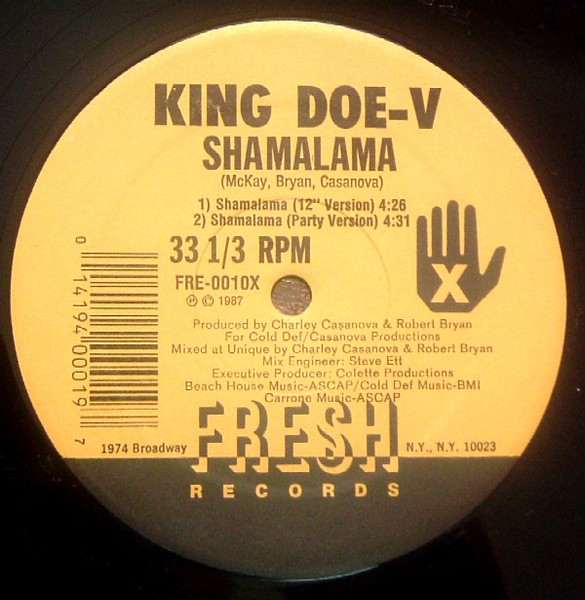 KING DOE-V
SHAMALAMA
(McKay, Bryan, Casanova)
1) Shamalama (12" Version) 4:26
2) Shamalama (Party Version) 4:31
33 1/3 RPM
FRE-0010X
℗ © 1987
X
0 14194 00019 7
Produced by Charley Casanova & Robert Bryan
For Cold Def/Casanova Productions
Mixed at Unique by Charley Casanova & Robert Bryan
Mix Engineer: Steve Ett
Executive Producer: Colette Productions
Beach House Music-ASCAP/Cold Def Music-BMI
Carrone Music-ASCAP
1974 Broadway
FRESH
N.Y., N.Y. 10023
RECORDS